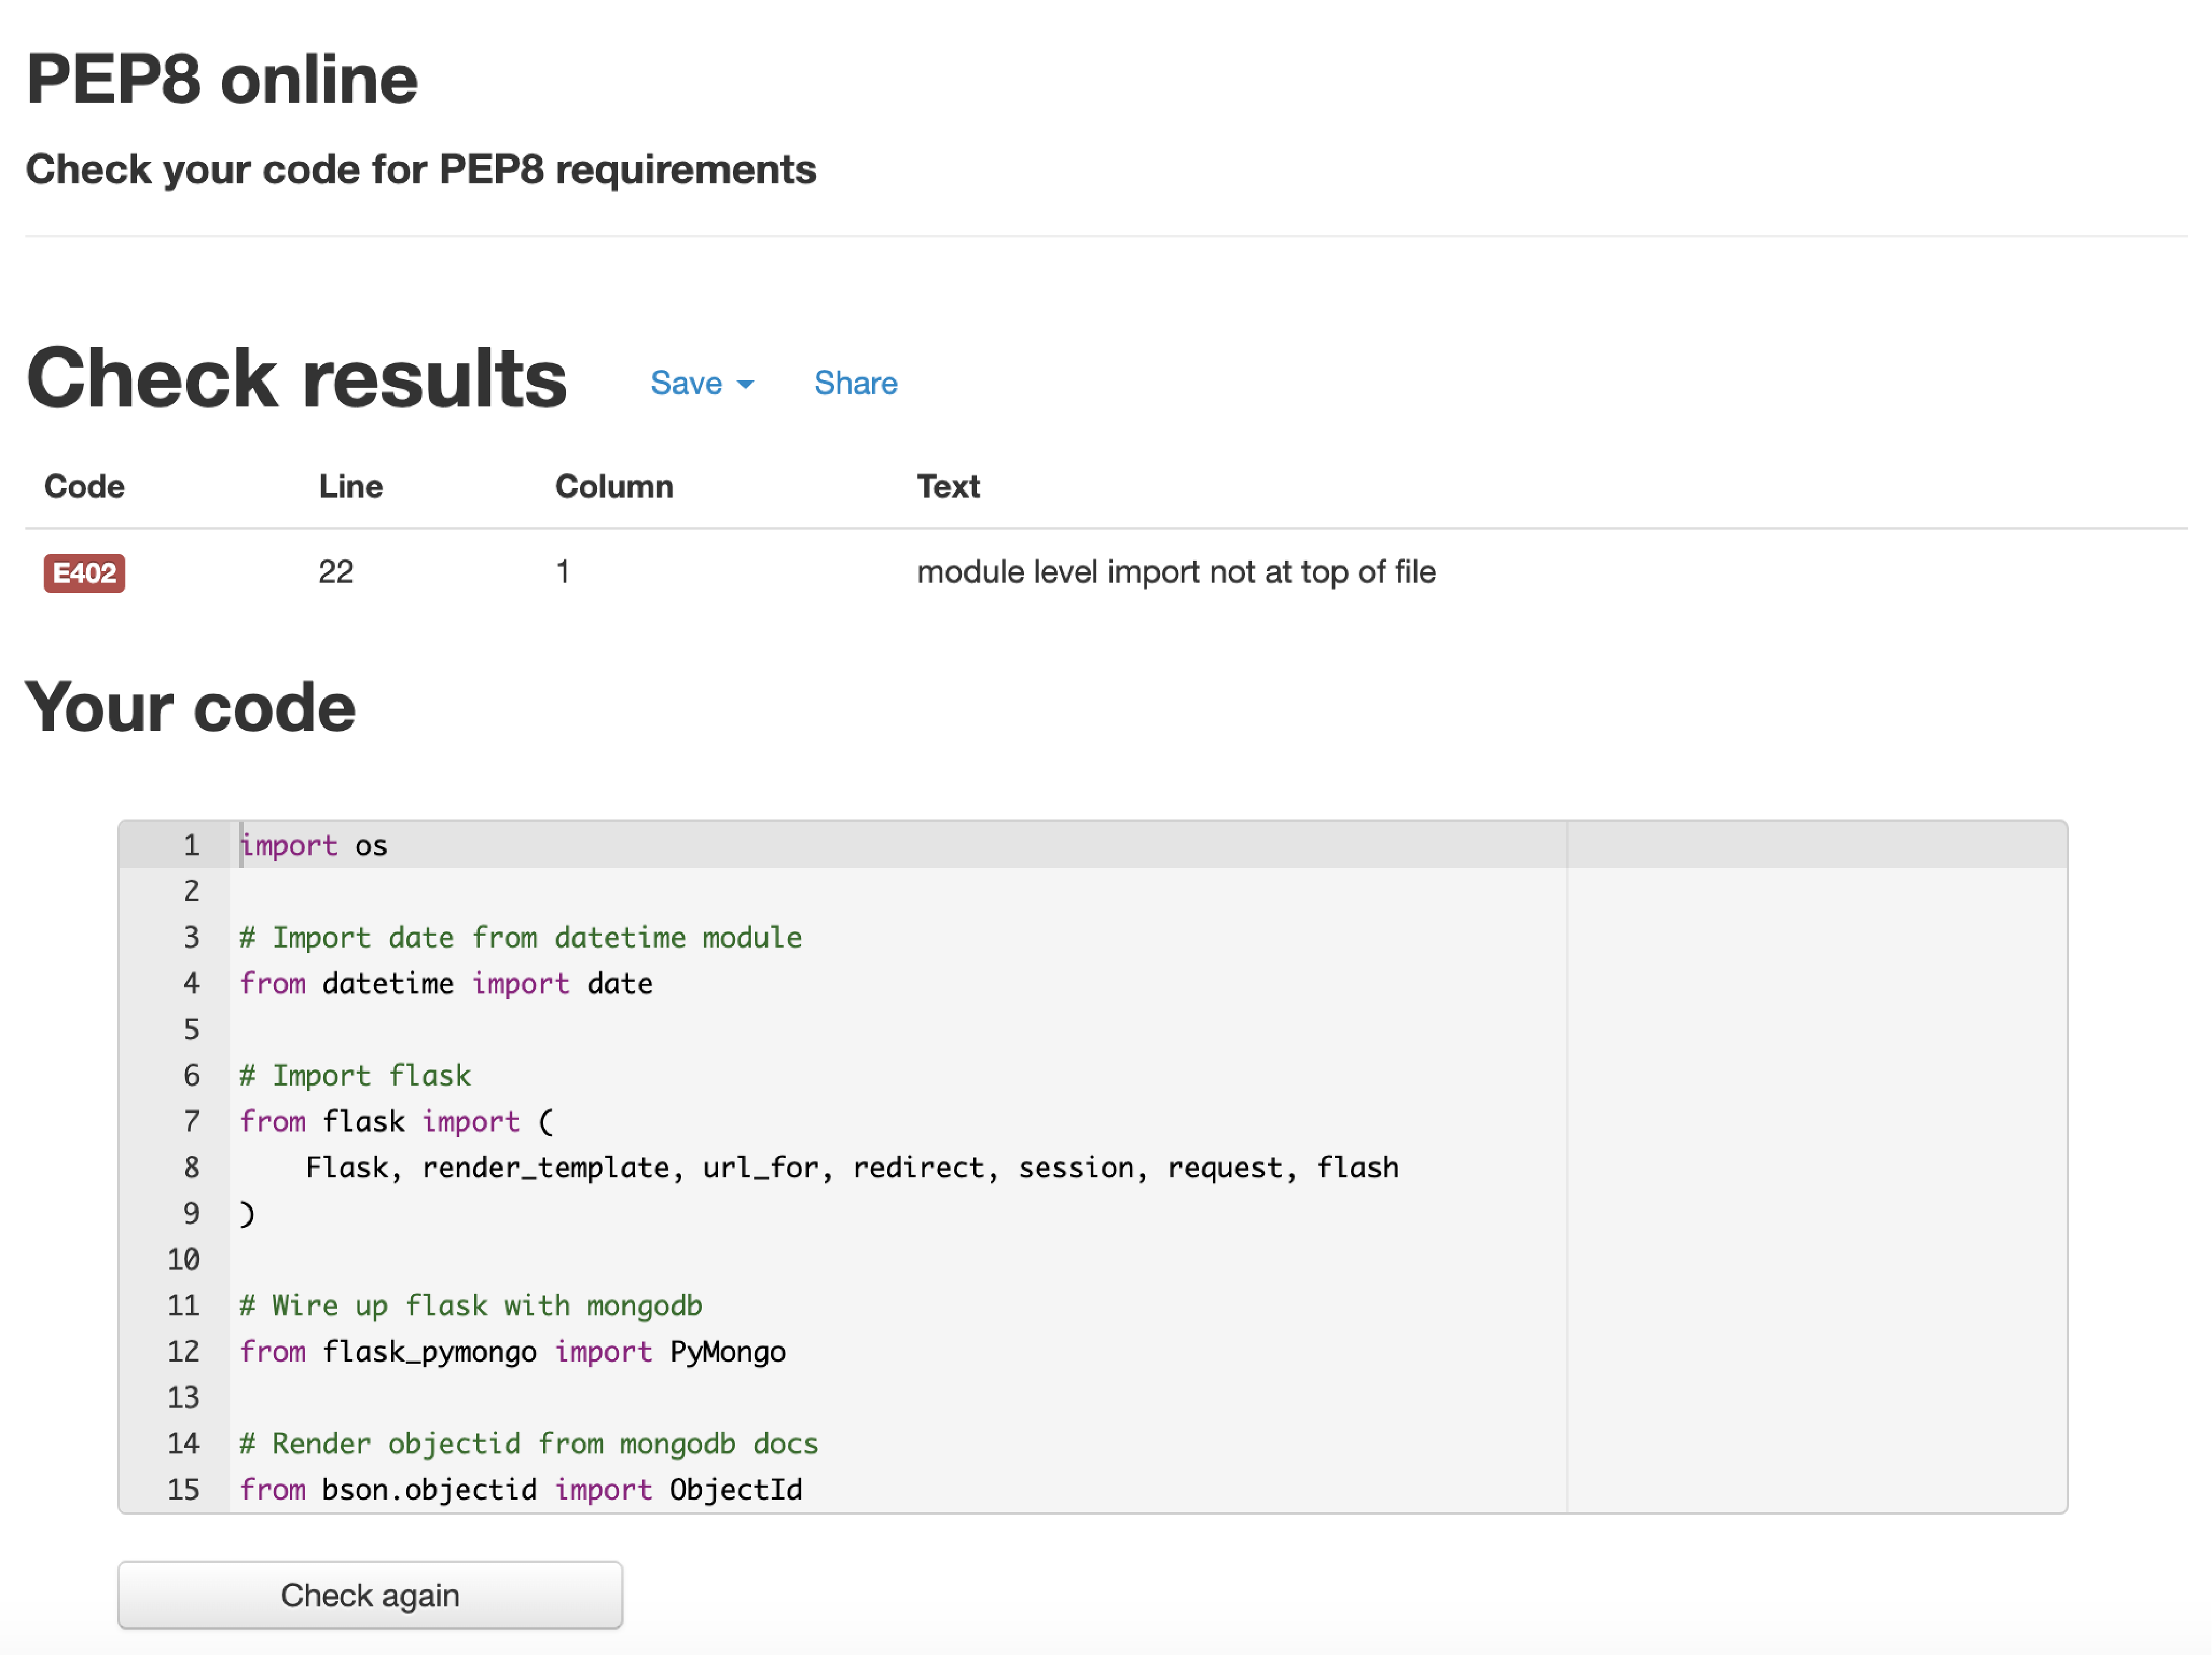 PEP8 online
Check your code for PEP8 requirements
Check results Save Share
Code Line Column Text
E402 22 1 module level import not at top of file
Your code
1 import os
2
3 # Import date from datetime module
4 from datetime import date
5
6 # Import flask
7 from flask import (
8     Flask, render_template, url_for, redirect, session, request, flash
9 )
10
11 # Wire up flask with mongodb
12 from flask_pymongo import PyMongo
13
14 # Render objectid from mongodb docs
15 from bson.objectid import ObjectId
Check again